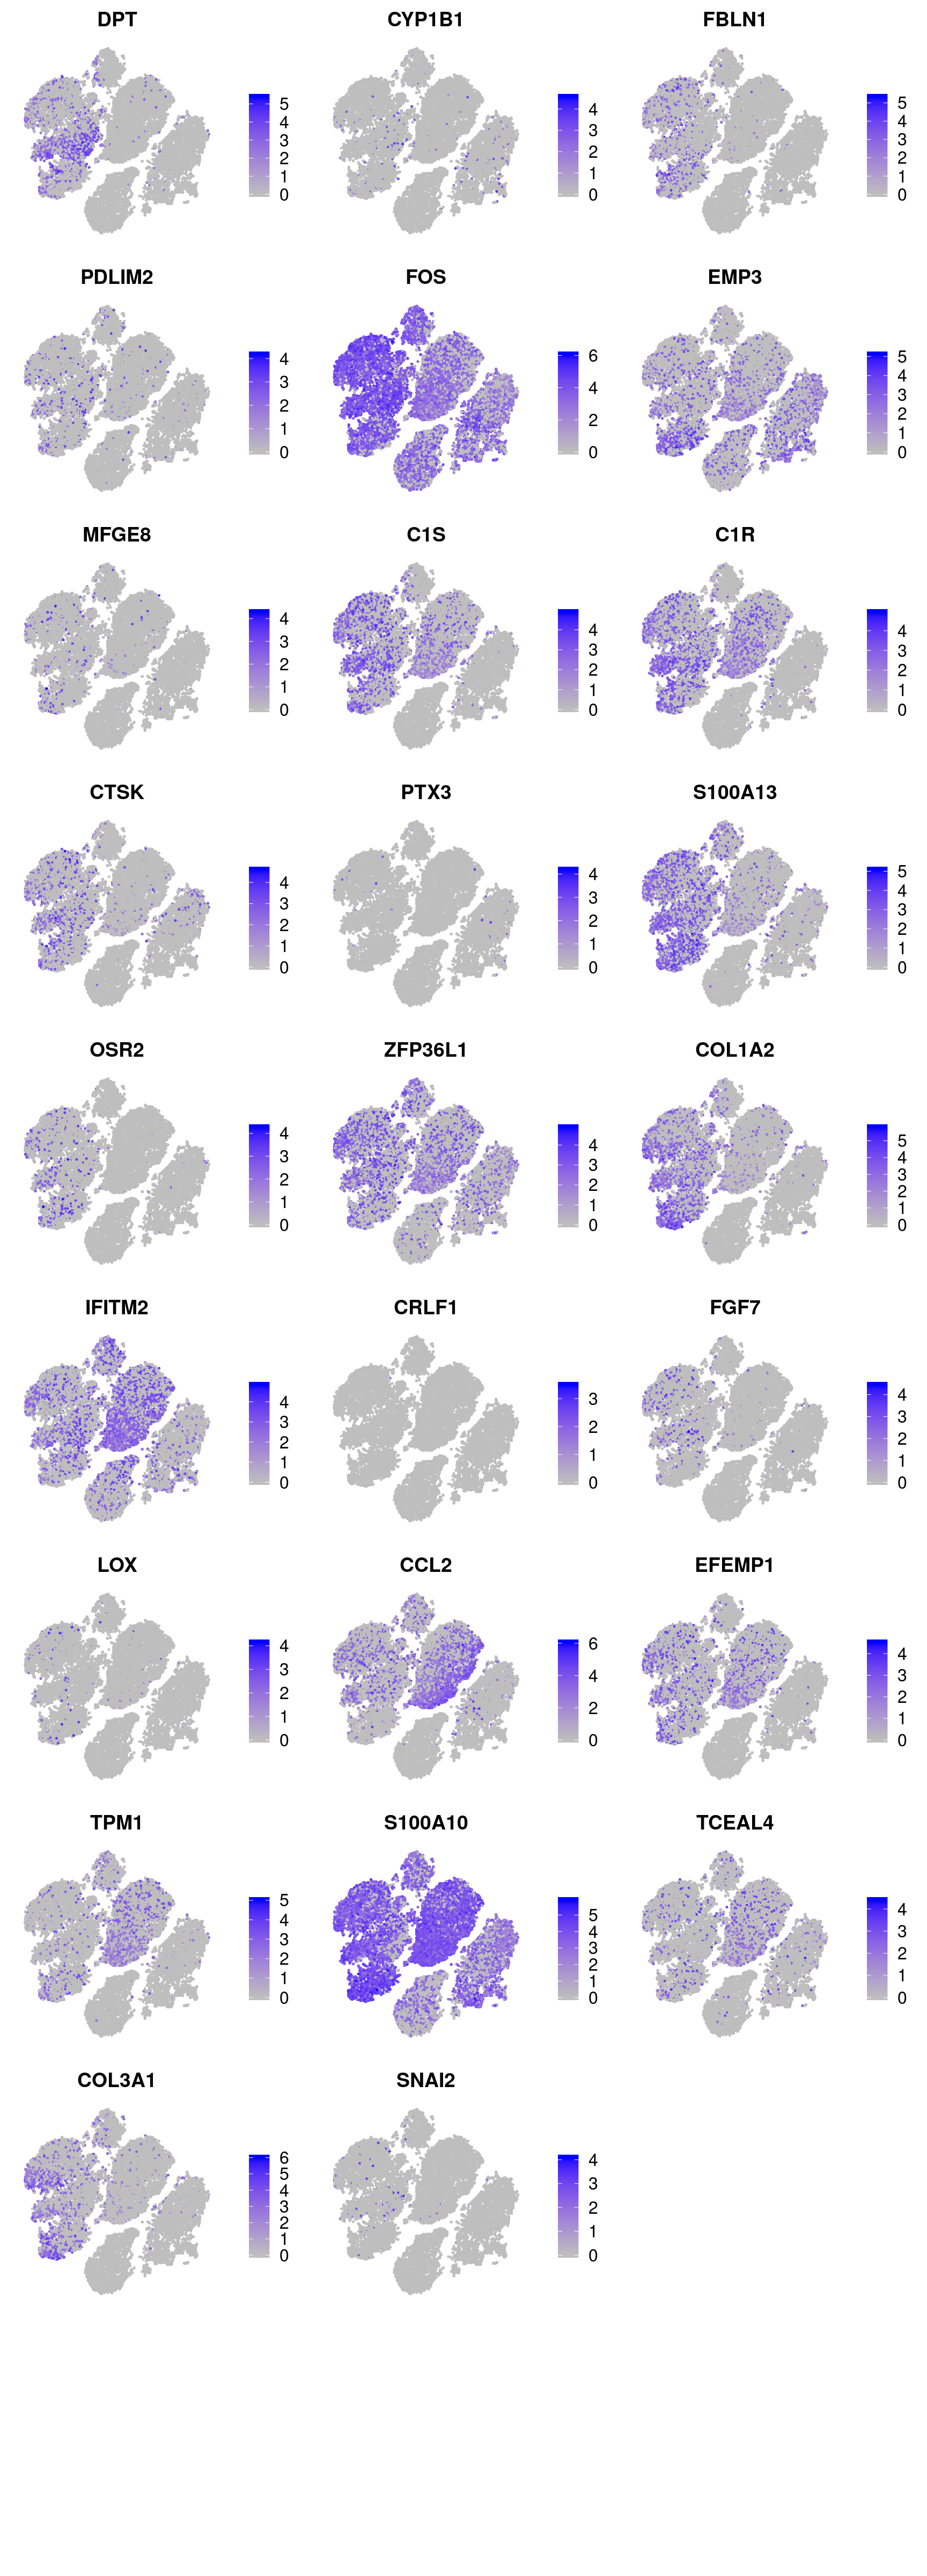 DPT CYP1B1 FBLN1
5 4 3 2 1 0
4 3 2 1 0
5 4 3 2 1 0
PDLIM2 FOS EMP3
4 3 2 1 0
6 4 2 0
5 4 3 2 1 0
MFGE8 C1S C1R
4 3 2 1 0
4 3 2 1 0
4 3 2 1 0
CTSK PTX3 S100A13
4 3 2 1 0
4 3 2 1 0
5 4 3 2 1 0
OSR2 ZFP36L1 COL1A2
4 3 2 1 0
4 3 2 1 0
5 4 3 2 1 0
IFITM2 CRLF1 FGF7
4 3 2 1 0
3 2 1 0
4 3 2 1 0
LOX CCL2 EFEMP1
4 3 2 1 0
6 4 2 0
4 3 2 1 0
TPM1 S100A10 TCEAL4
5 4 3 2 1 0
5 4 3 2 1 0
4 3 2 1 0
COL3A1 SNAI2
6 5 4 3 2 1 0
4 3 2 1 0